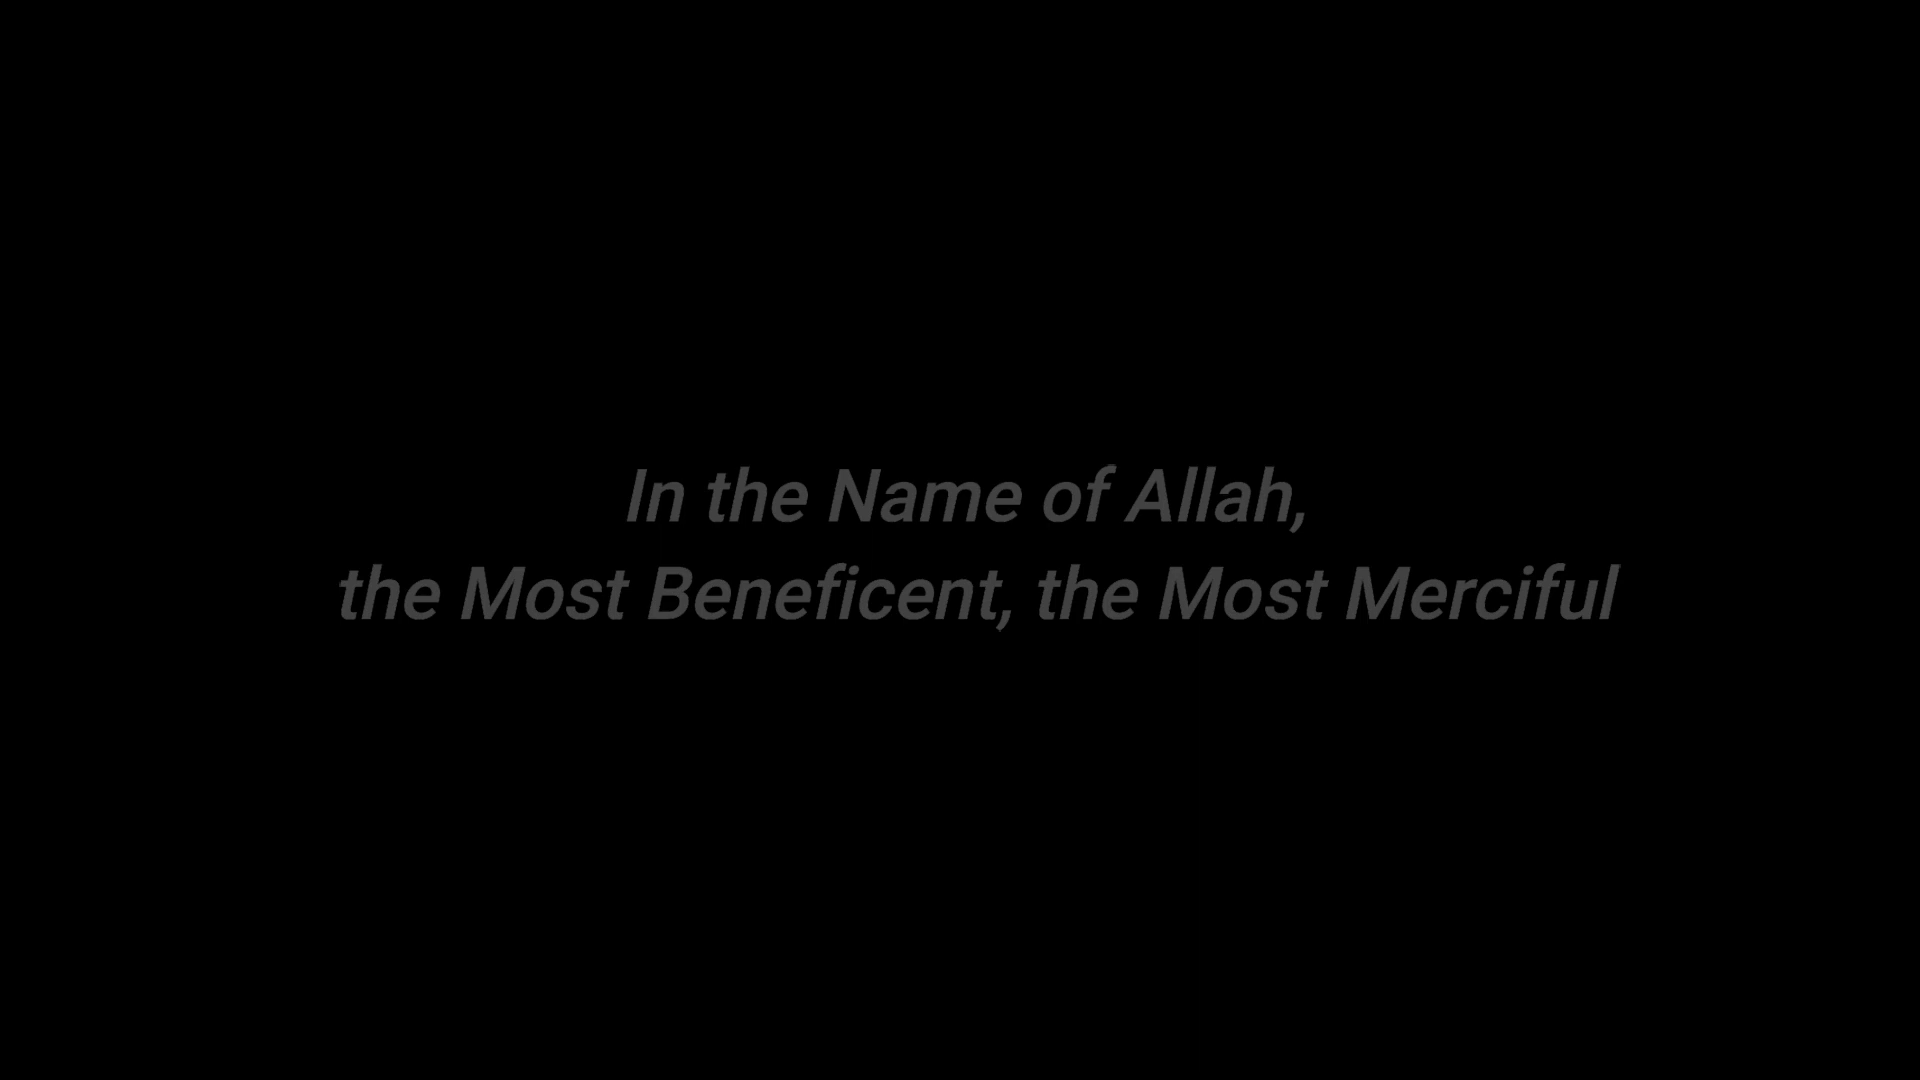 In the Name of Allah,
the Most Beneficent, the Most Merciful